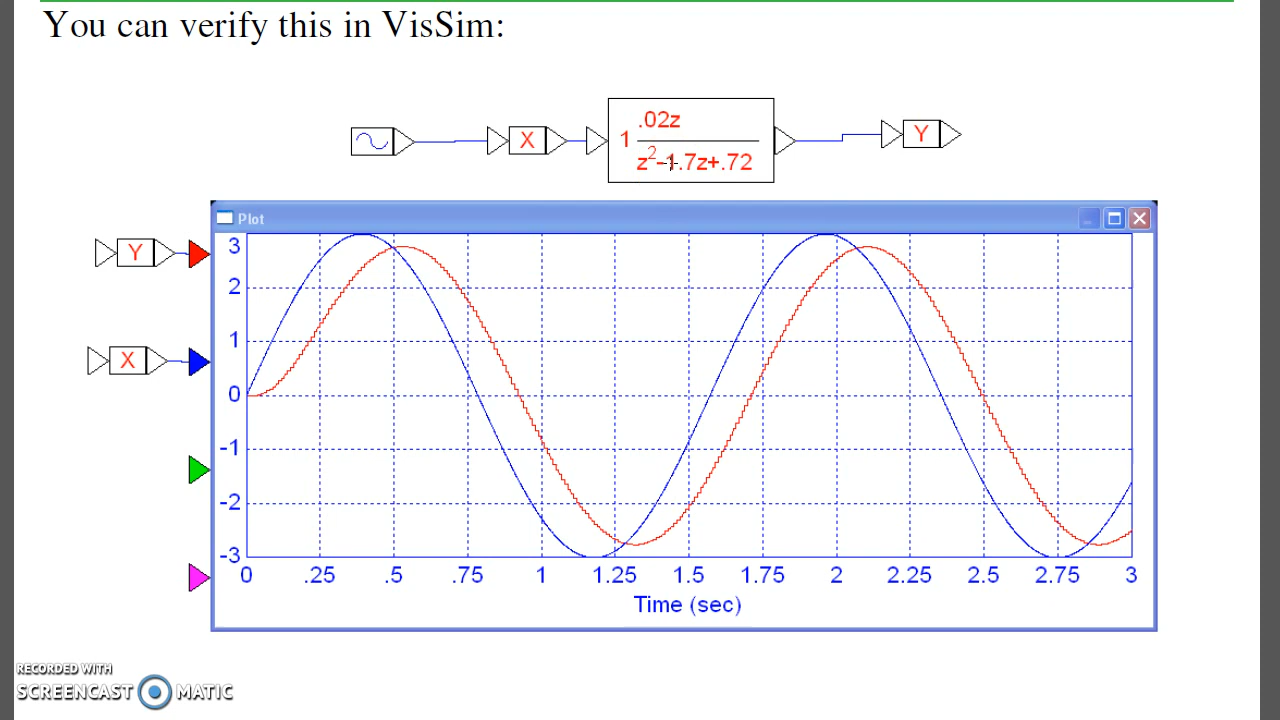 You can verify this in VisSim:
X
1 .02z
z²-1.7z+.72
Y
Plot
Y
X
3
2
1
0
-1
-2
-3
0 .25 .5 .75 1 1.25 1.5 1.75 2 2.25 2.5 2.75 3
Time (sec)
RECORDED WITH
SCREENCAST MATIC